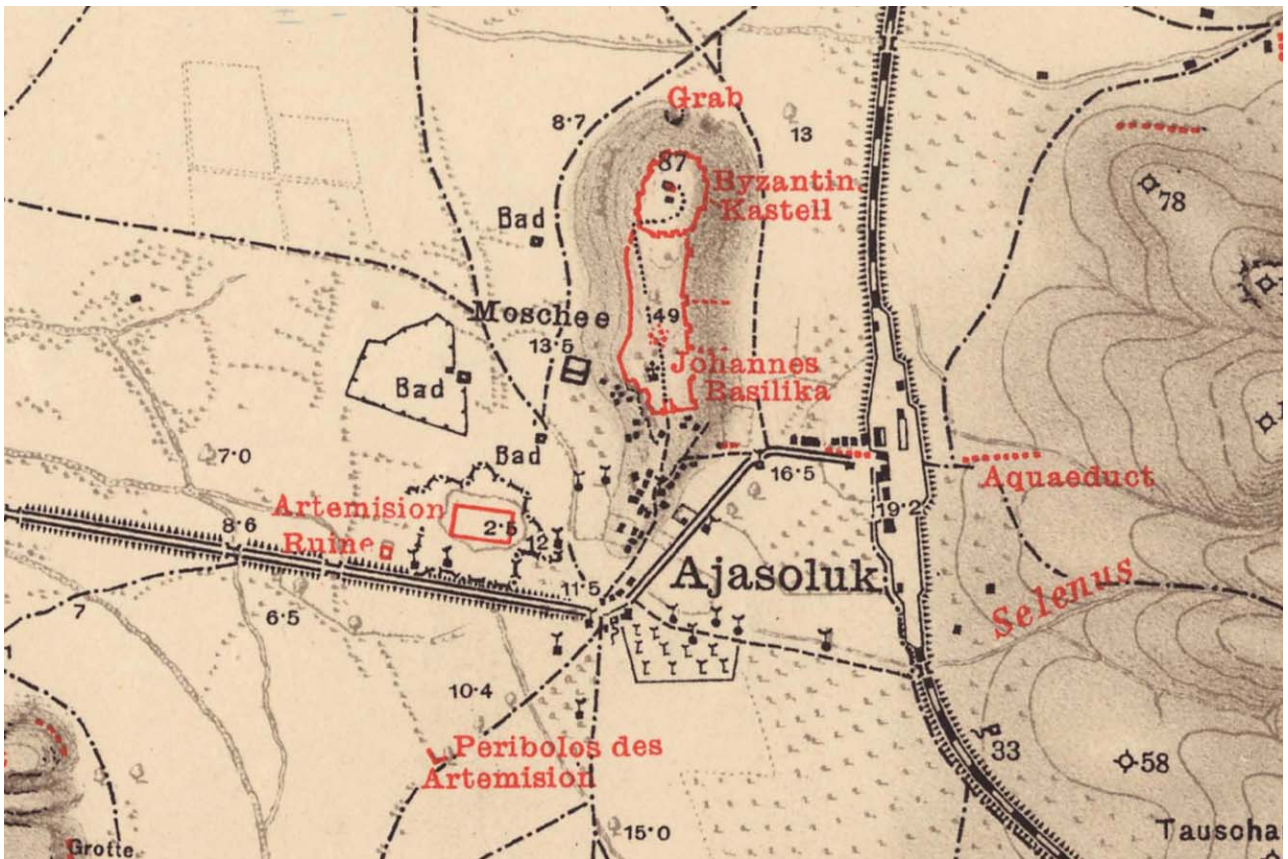 Grab
8·7
13
87
Byzantin.
Kastell
78
Bad
Moschee
49
13·5
Johannes
Basilika
Bad
Bad
7·0
16·5
Aquaeduct
Artemision
2·5
19·2
8·6
Ruine
12
11·5
Ajasoluk
Selenus
7
6·5
10·4
Peribolos des
Artemision
33
58
15·0
Tauscha
Grotte